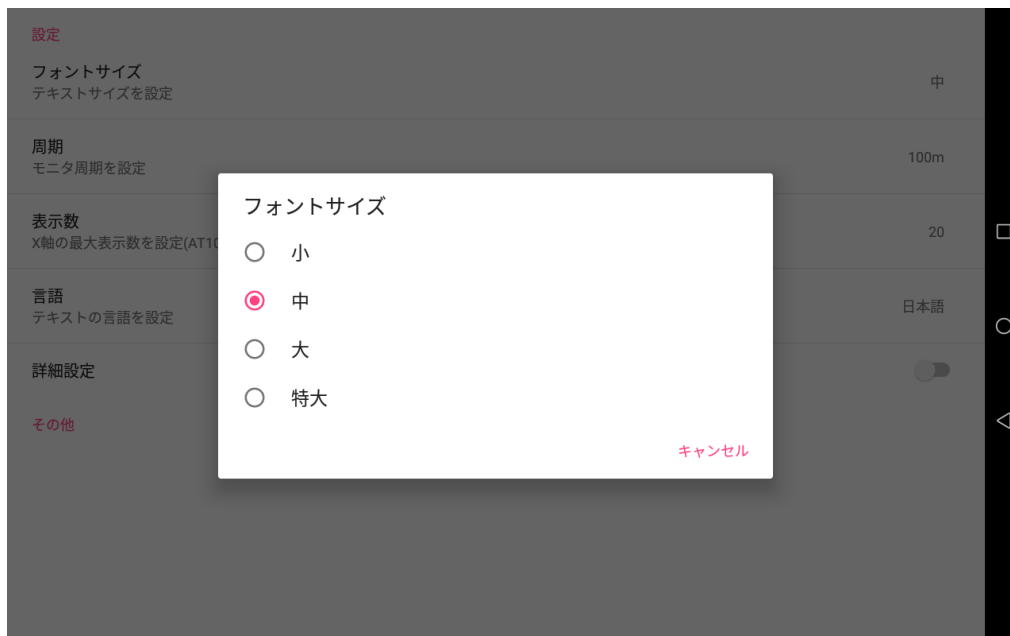 設定
フォントサイズ
テキストサイズを設定
中
周期
モニタ周期を設定
100m
表示数
X軸の最大表示数を設定(AT10
20
言語
テキストの言語を設定
日本語
詳細設定
その他
フォントサイズ
小
中
大
特大
キャンセル